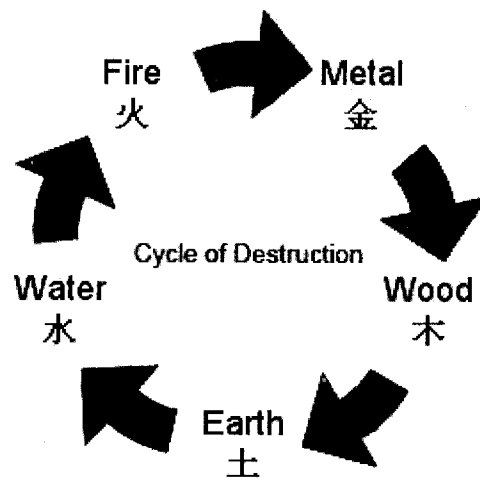 Fire
火
Metal
金
Cycle of Destruction
Water
水
Wood
木
Earth
土